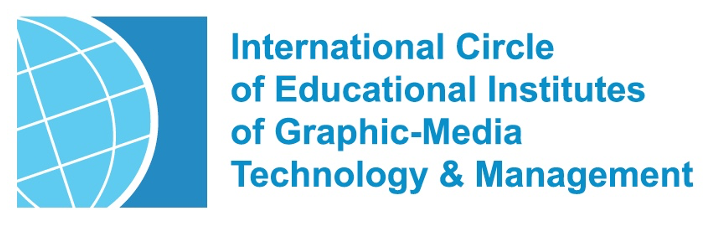 International Circle
of Educational Institutes
of Graphic-Media
Technology & Management